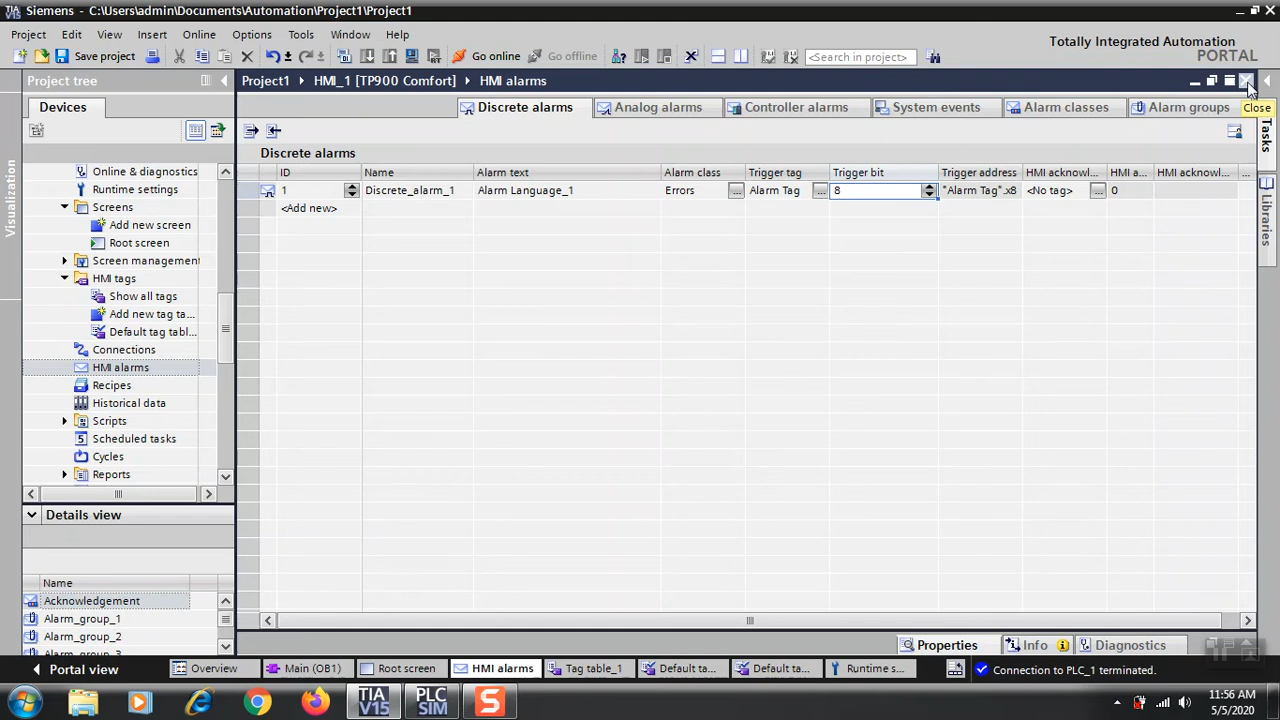 TIA V15 Siemens - C:\Users\admin\Documents\Automation\Project1\Project1
Project Edit View Insert Online Options Tools Window Help
Totally Integrated Automation
PORTAL
Save project Go online Go offline <Search in project>
Project tree
Project1 HMI_1 [TP900 Comfort] HMI alarms
Devices
Discrete alarms Analog alarms Controller alarms System events Alarm classes Alarm groups
Close
Discrete alarms
ID Name Alarm text Alarm class Trigger tag Trigger bit Trigger address HMI acknowl... HMI a... HMI acknowl...
1 Discrete_alarm_1 Alarm Language_1 Errors ... Alarm Tag ... 8 "Alarm Tag".x8 <No tag> ... 0
<Add new>
Visualization
Online & diagnostics
Runtime settings
Screens
Add new screen
Root screen
Screen management
HMI tags
Show all tags
Add new tag ta...
Default tag tabl...
Connections
HMI alarms
Recipes
Historical data
Scripts
Scheduled tasks
Cycles
Reports
Tasks
Libraries
Details view
Name
Acknowledgement
Alarm_group_1
Alarm_group_2
Alarm_group_3
Properties Info Diagnostics
Portal view Overview Main (OB1) Root screen HMI alarms Tag table_1 Default ta... Default ta... Runtime s... Connection to PLC_1 terminated.
TIA V15 PLC SIM S
11:56 AM
5/5/2020